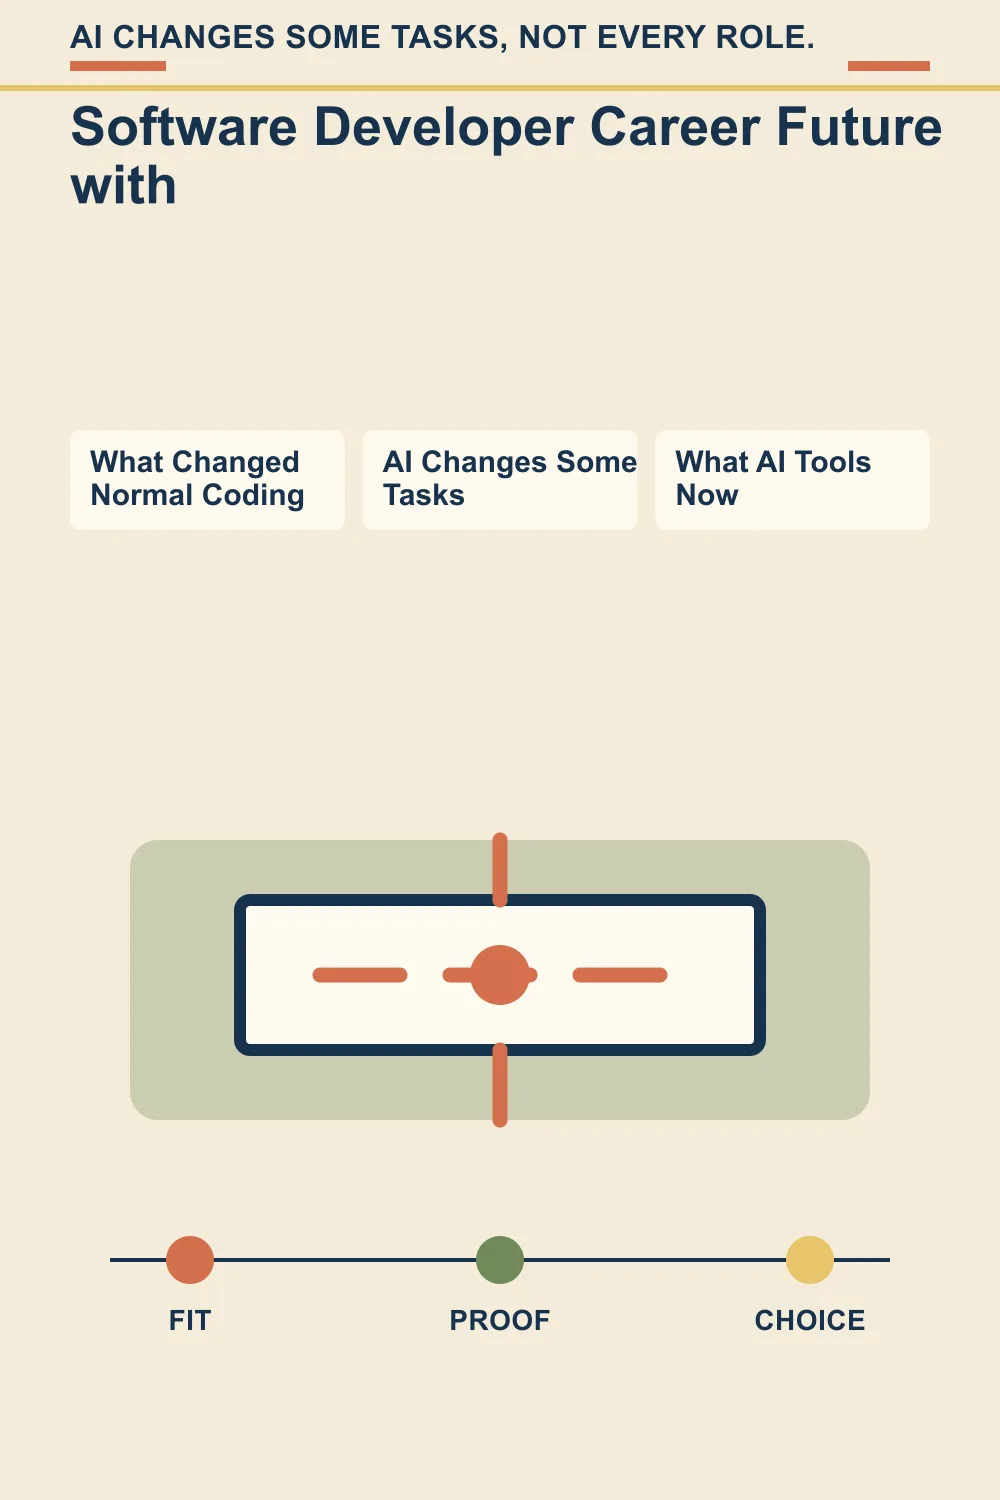 AI CHANGES SOME TASKS, NOT EVERY ROLE.
Software Developer Career Future
with
What Changed
Normal Coding
AI Changes Some
Tasks
What AI Tools
Now
FIT
PROOF
CHOICE